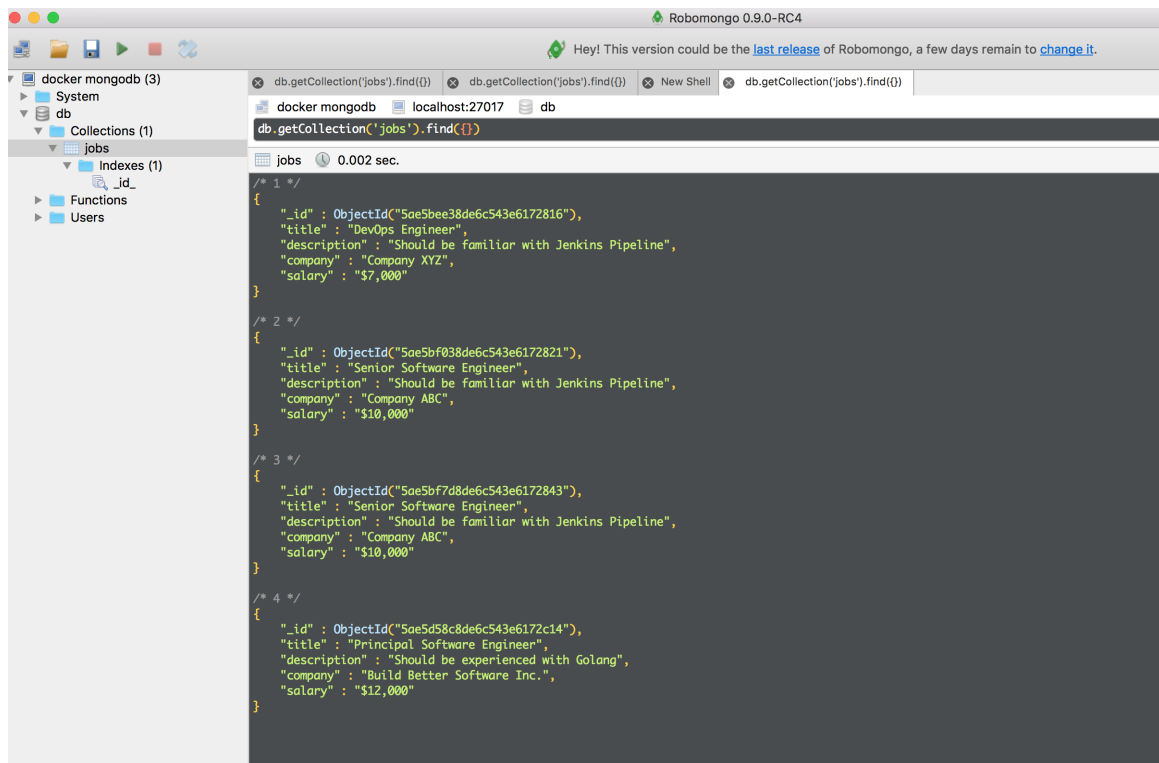 Robomongo 0.9.0-RC4
Hey! This version could be the last release of Robomongo, a few days remain to change it.
docker mongodb (3)
System
db
Collections (1)
jobs
Indexes (1)
_id_
Functions
Users
db.getCollection('jobs').find({}) db.getCollection('jobs').find({}) New Shell db.getCollection('jobs').find({})
docker mongodb localhost:27017 db
db.getCollection('jobs').find({})
jobs 0.002 sec.
/* 1 */
{
    "_id" : ObjectId("5ae5bee38de6c543e6172816"),
    "title" : "DevOps Engineer",
    "description" : "Should be familiar with Jenkins Pipeline",
    "company" : "Company XYZ",
    "salary" : "$7,000"
}
/* 2 */
{
    "_id" : ObjectId("5ae5bf038de6c543e6172821"),
    "title" : "Senior Software Engineer",
    "description" : "Should be familiar with Jenkins Pipeline",
    "company" : "Company ABC",
    "salary" : "$10,000"
}
/* 3 */
{
    "_id" : ObjectId("5ae5bf7d8de6c543e6172843"),
    "title" : "Senior Software Engineer",
    "description" : "Should be familiar with Jenkins Pipeline",
    "company" : "Company ABC",
    "salary" : "$10,000"
}
/* 4 */
{
    "_id" : ObjectId("5ae5d58c8de6c543e6172c14"),
    "title" : "Principal Software Engineer",
    "description" : "Should be experienced with Golang",
    "company" : "Build Better Software Inc.",
    "salary" : "$12,000"
}